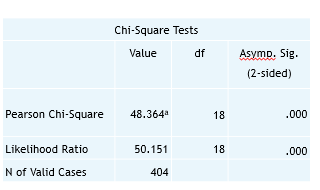 Chi-Square Tests
Value df Asymp. Sig.
(2-sided)
Pearson Chi-Square 48.364ᵃ 18 .000
Likelihood Ratio 50.151 18 .000
N of Valid Cases 404